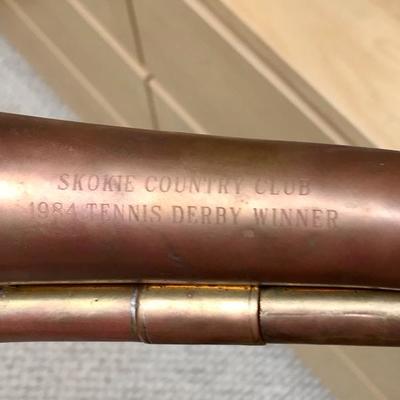 SKOKIE COUNTRY CLUB
1984 TENNIS DERBY WINNER